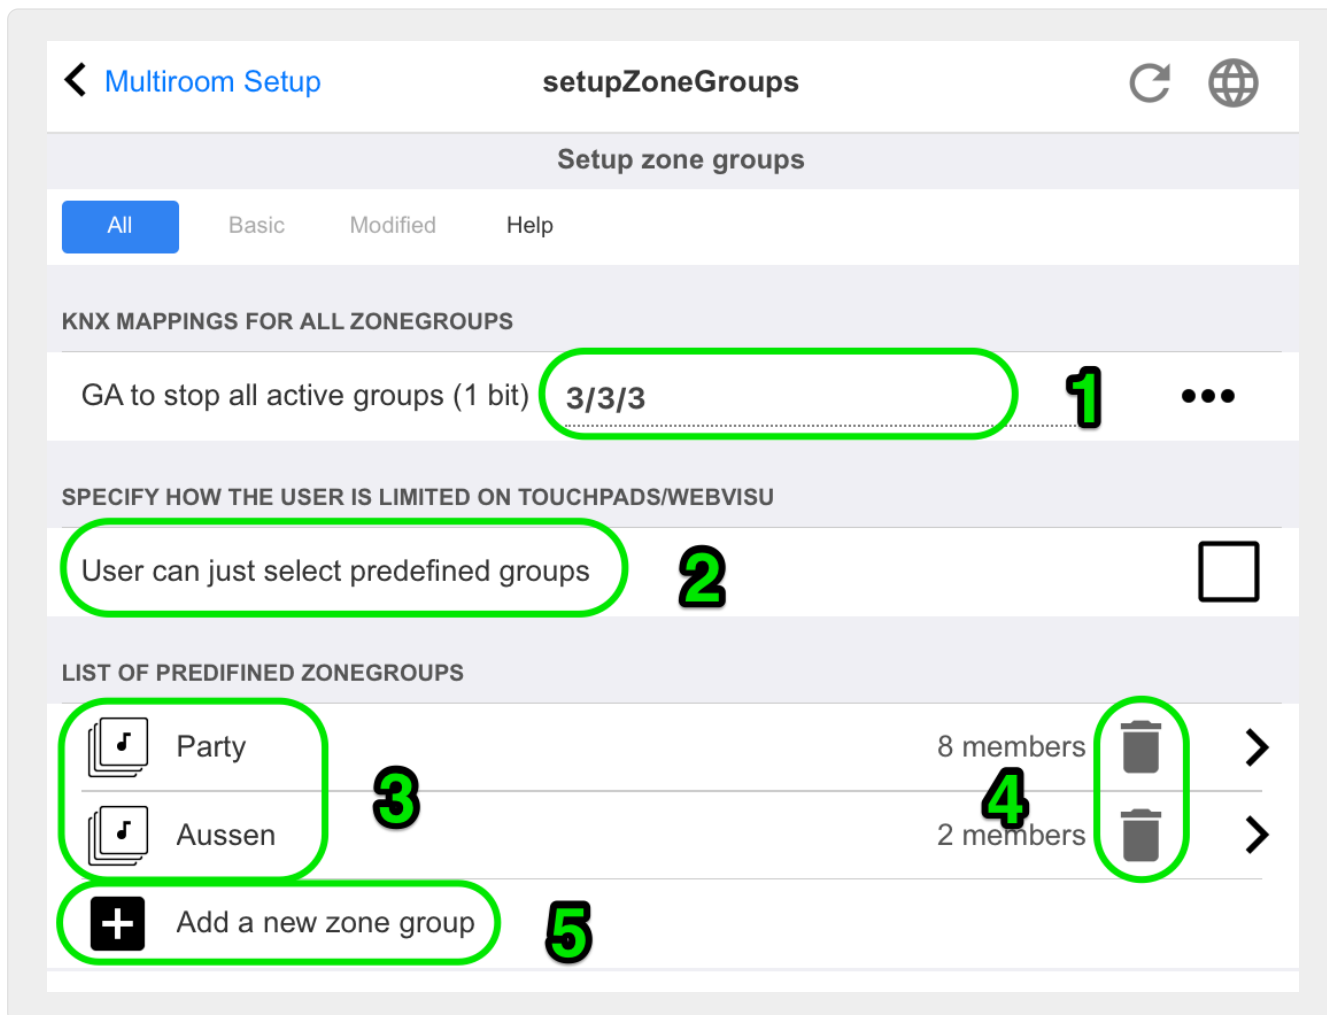 Multiroom Setup setupZoneGroups
Setup zone groups
All Basic Modified Help
KNX MAPPINGS FOR ALL ZONEGROUPS
GA to stop all active groups (1 bit) 3/3/3 1
SPECIFY HOW THE USER IS LIMITED ON TOUCHPADS/WEBVISU
User can just select predefined groups 2
LIST OF PREDIFINED ZONEGROUPS
Party 8 members
3 4
Aussen 2 members
Add a new zone group 5